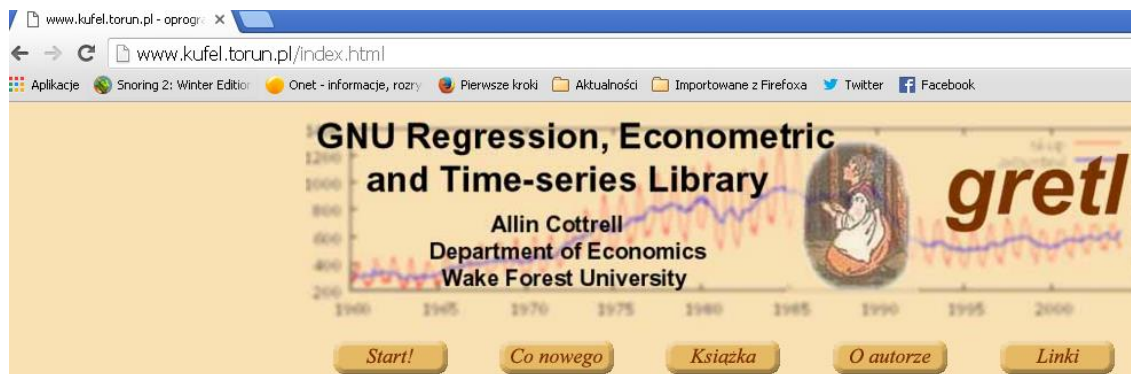 www.kufel.torun.pl - oprogra
www.kufel.torun.pl/index.html
Aplikacje Snoring 2: Winter Edition Onet - informacje, rozry Pierwsze kroki Aktualności Importowane z Firefoxa Twitter Facebook
GNU Regression, Econometric
and Time-series Library
gretl
Allin Cottrell
Department of Economics
Wake Forest University
1200
1000
800
600
400
200
1960 1965 1970 1975 1980 1985 1990 1995 2000
Start! Co nowego Książka O autorze Linki